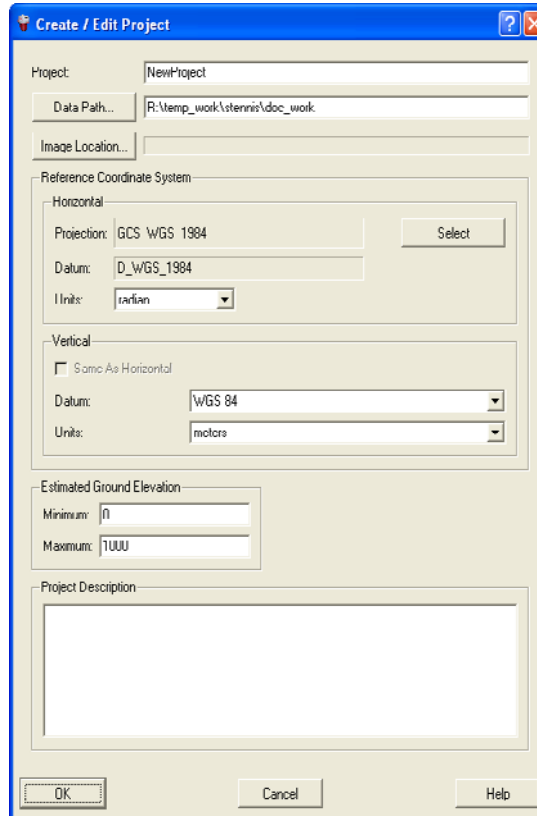 Create / Edit Project
Project: NewProject
Data Path... R:\temp_work\stennis\doc_work
Image Location...
Reference Coordinate System
Horizontal
Projection: GCS WGS 1984 Select
Datum: D_WGS_1984
Units: radian
Vertical
Same As Horizontal
Datum: WGS 84
Units: meters
Estimated Ground Elevation
Minimum: 0
Maximum: 1000
Project Description
OK Cancel Help